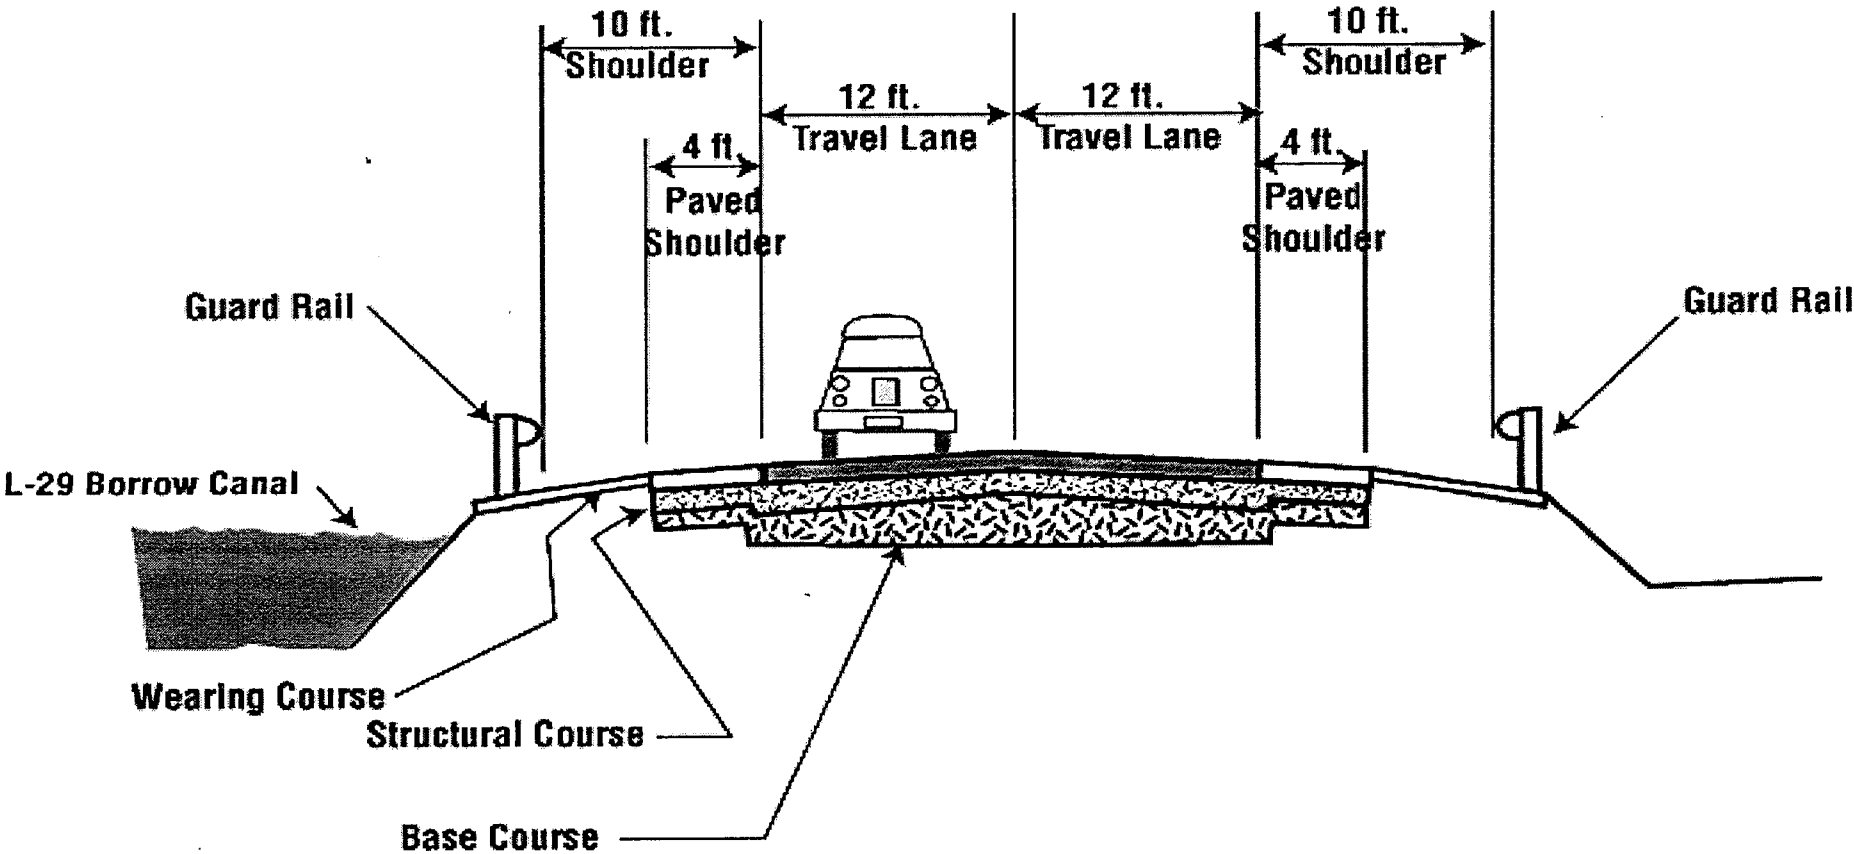 10 ft.
Shoulder
10 ft.
Shoulder
12 ft.
Travel Lane
12 ft.
Travel Lane
4 ft.
Paved
Shoulder
4 ft.
Paved
Shoulder
Guard Rail
Guard Rail
L-29 Borrow Canal
Wearing Course
Structural Course
Base Course